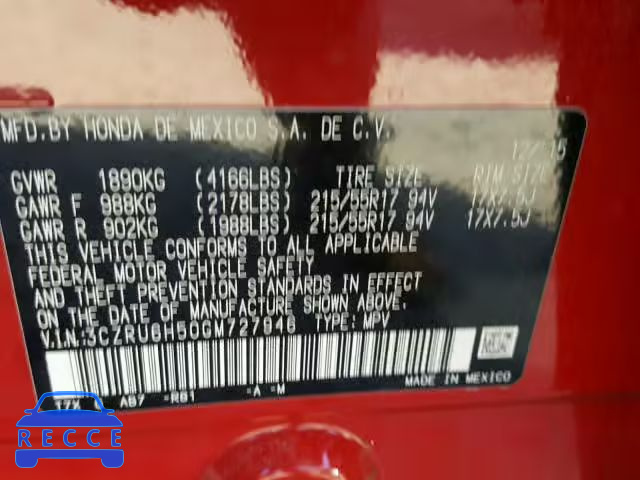 MFD.BY HONDA DE MEXICO S.A. DE C.V.
12/15
GVWR 1890KG (4166LBS) TIRE SIZE RIM SIZE
GAWR F 988KG (2178LBS) 215/55R17 94V 17X7.5J
GAWR R 902KG (1988LBS) 215/55R17 94V 17X7.5J
THIS VEHICLE CONFORMS TO ALL APPLICABLE
FEDERAL MOTOR VEHICLE SAFETY
AND THEFT PREVENTION STANDARDS IN EFFECT
ON THE DATE OF MANUFACTURE SHOWN ABOVE.
V.I.N:3CZRU6H50GM727946 TYPE: MPV
A67 =RB1 =A =M
MADE IN MEXICO